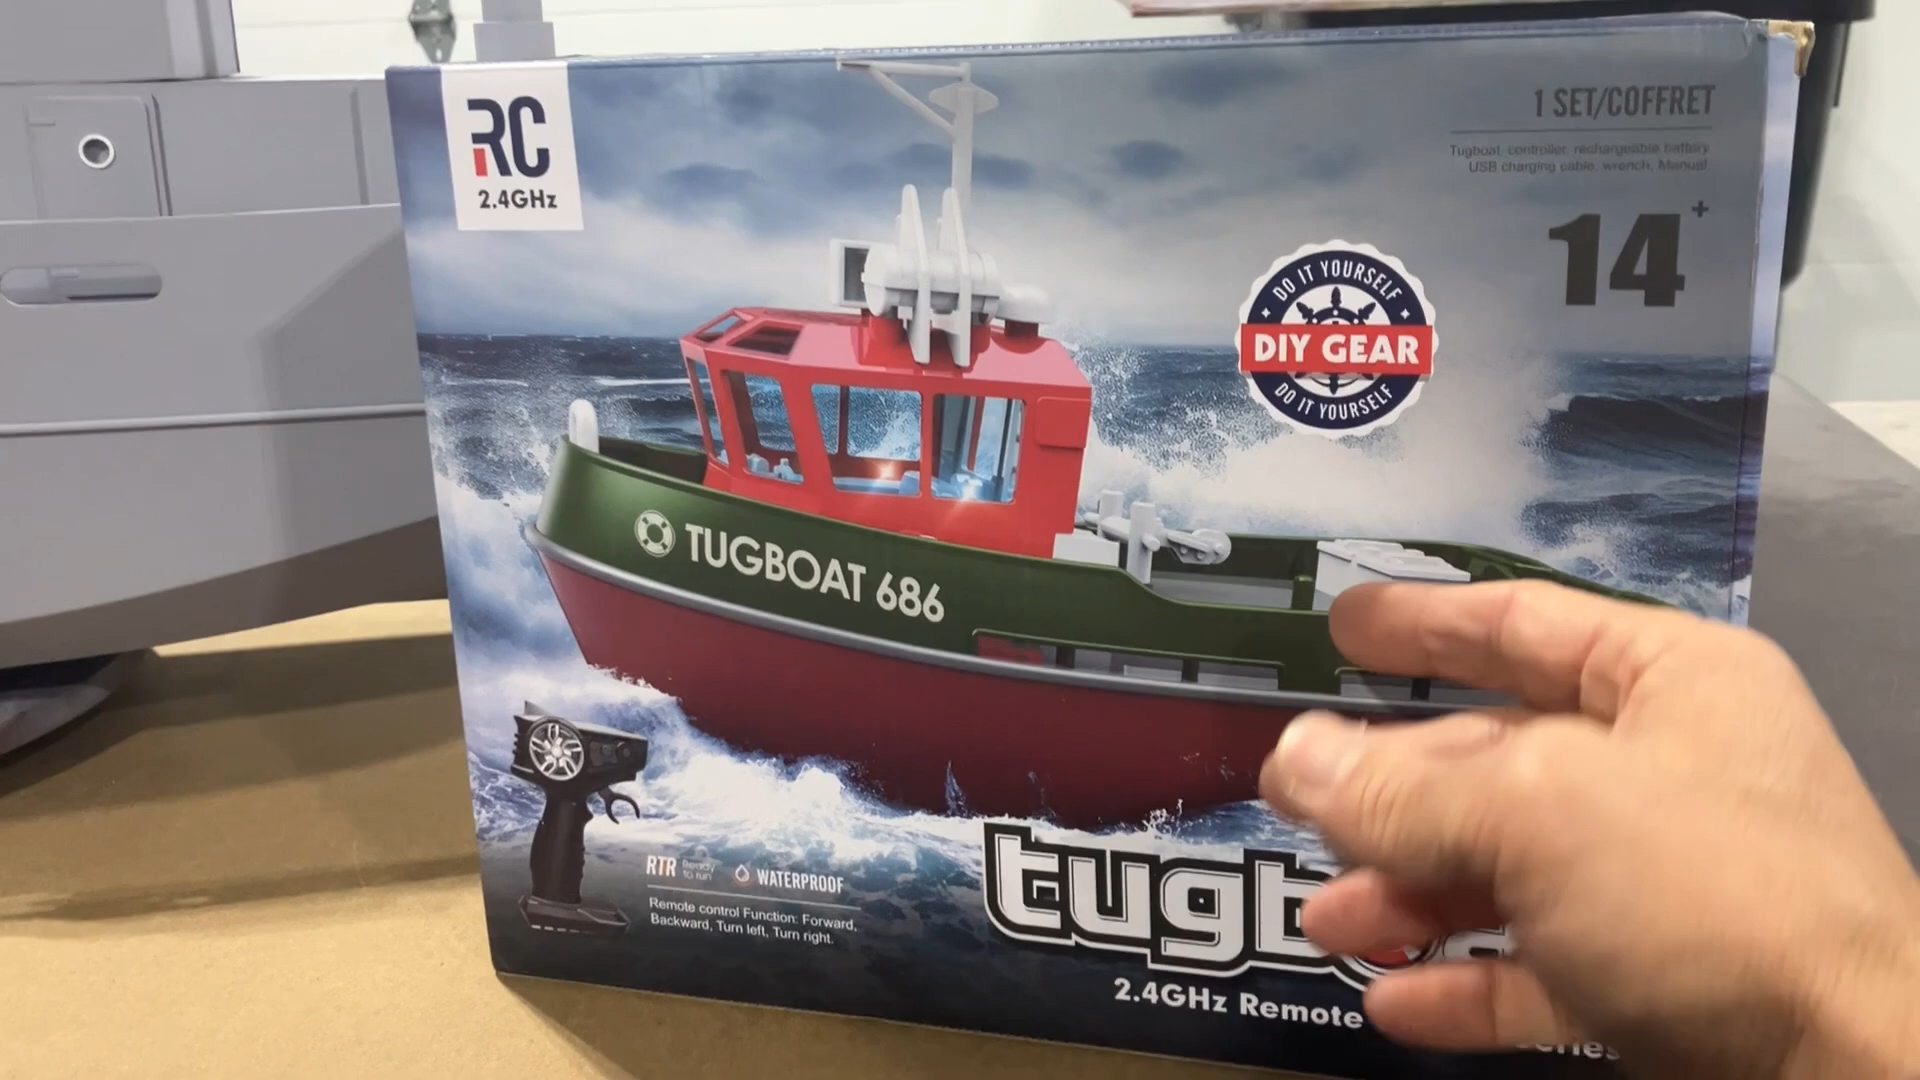 RC
2.4GHz
1 SET/COFFRET
Tugboat, controller, rechargeable battery
USB charging cable, wrench, Manual.
14+
DO IT YOURSELF
DIY GEAR
DO IT YOURSELF
TUGBOAT 686
RTR Ready to run
WATERPROOF
Remote control Function: Forward,
Backward, Turn left, Turn right.
tugb
2.4GHz Remote